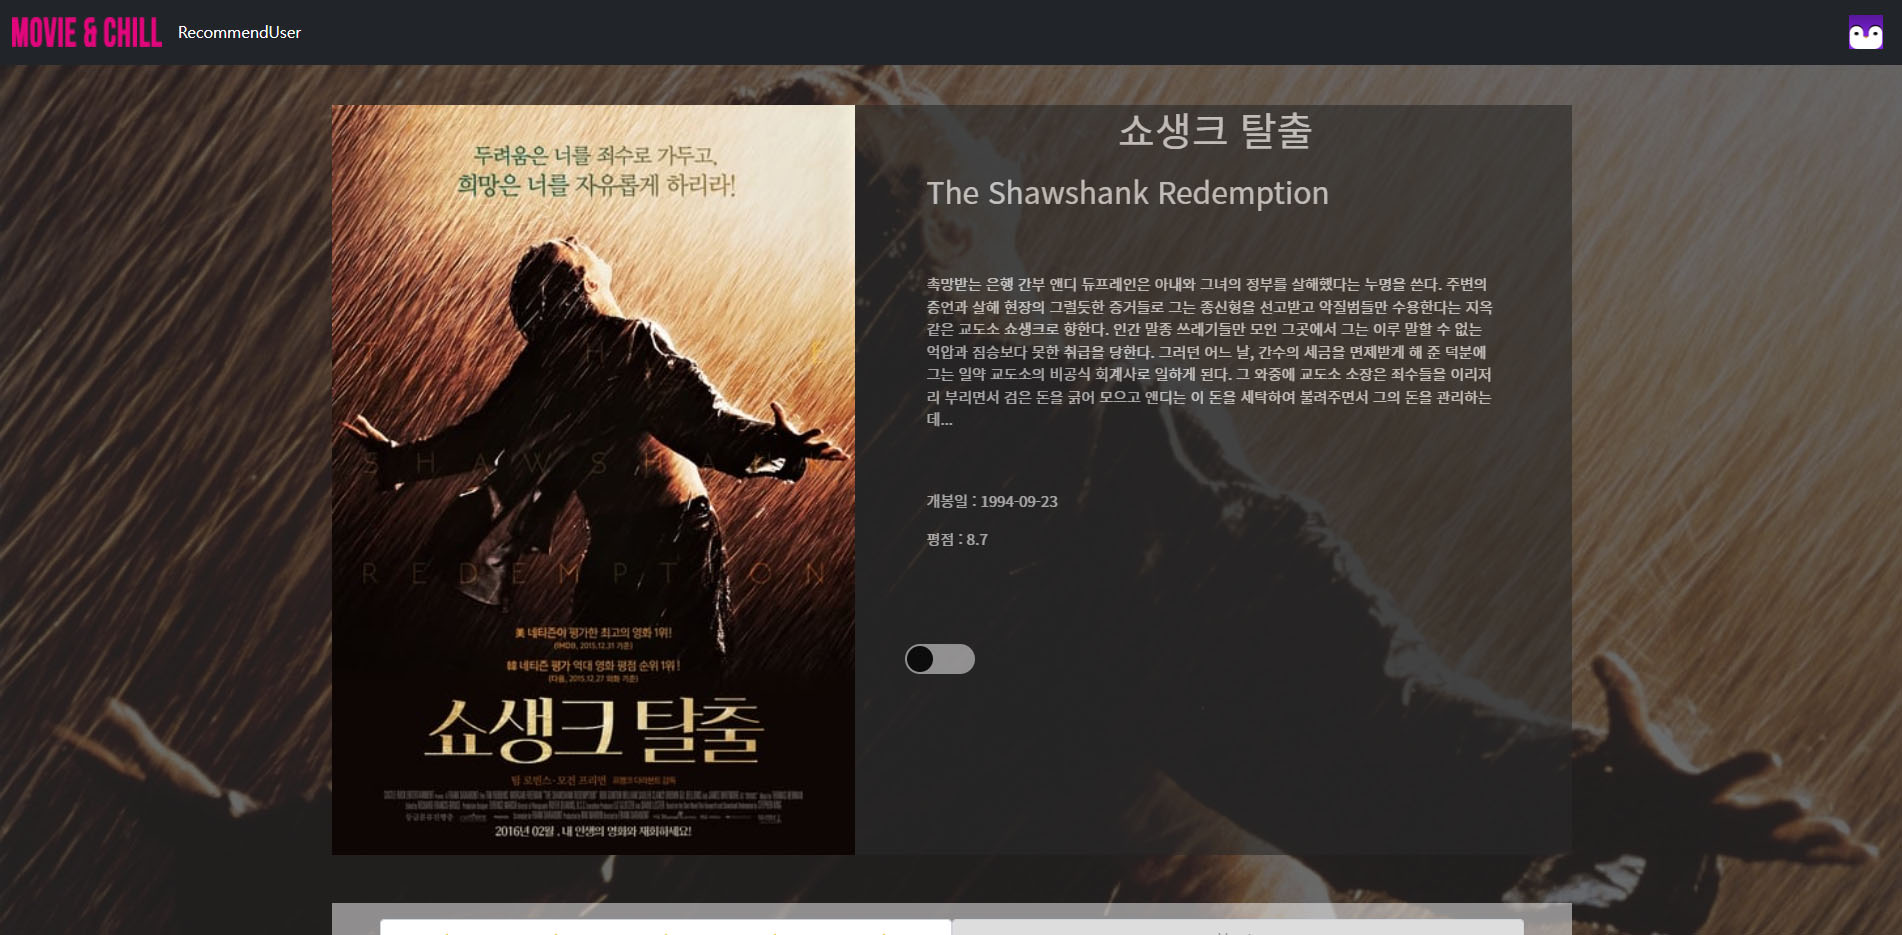 MOVIE & CHILL
RecommendUser
두려움은 너를 죄수로 가두고,
희망은 너를 자유롭게 하리라!
T H E
S H A W S H A N K
R E D E M P T I O N
美 네티즌이 평가한 최고의 영화 1위!
(IMDB, 2015.12.31 기준)
韓 네티즌 평가 역대 영화 평점 순위 1위!
(다음, 2015.12.27 외화 기준)
쇼생크 탈출
팀 로빈스 · 모건 프리먼 프랭크 다라본트 감독
2016년 02월, 내 인생의 영화와 재회하세요!
쇼생크 탈출
The Shawshank Redemption
촉망받는 은행 간부 앤디 듀프레인은 아내와 그녀의 정부를 살해했다는 누명을 쓴다. 주변의
증언과 살해 현장의 그럴듯한 증거들로 그는 종신형을 선고받고 악질범들만 수용한다는 지옥
같은 교도소 쇼생크로 향한다. 인간 말종 쓰레기들만 모인 그곳에서 그는 이루 말할 수 없는
억압과 짐승보다 못한 취급을 당한다. 그러던 어느 날, 간수의 세금을 면제받게 해 준 덕분에
그는 일약 교도소의 비공식 회계사로 일하게 된다. 그 와중에 교도소 소장은 죄수들을 이리저
리 부리면서 검은 돈을 긁어 모으고 앤디는 이 돈을 세탁하여 불려주면서 그의 돈을 관리하는
데...
개봉일 : 1994-09-23
평점 : 8.7